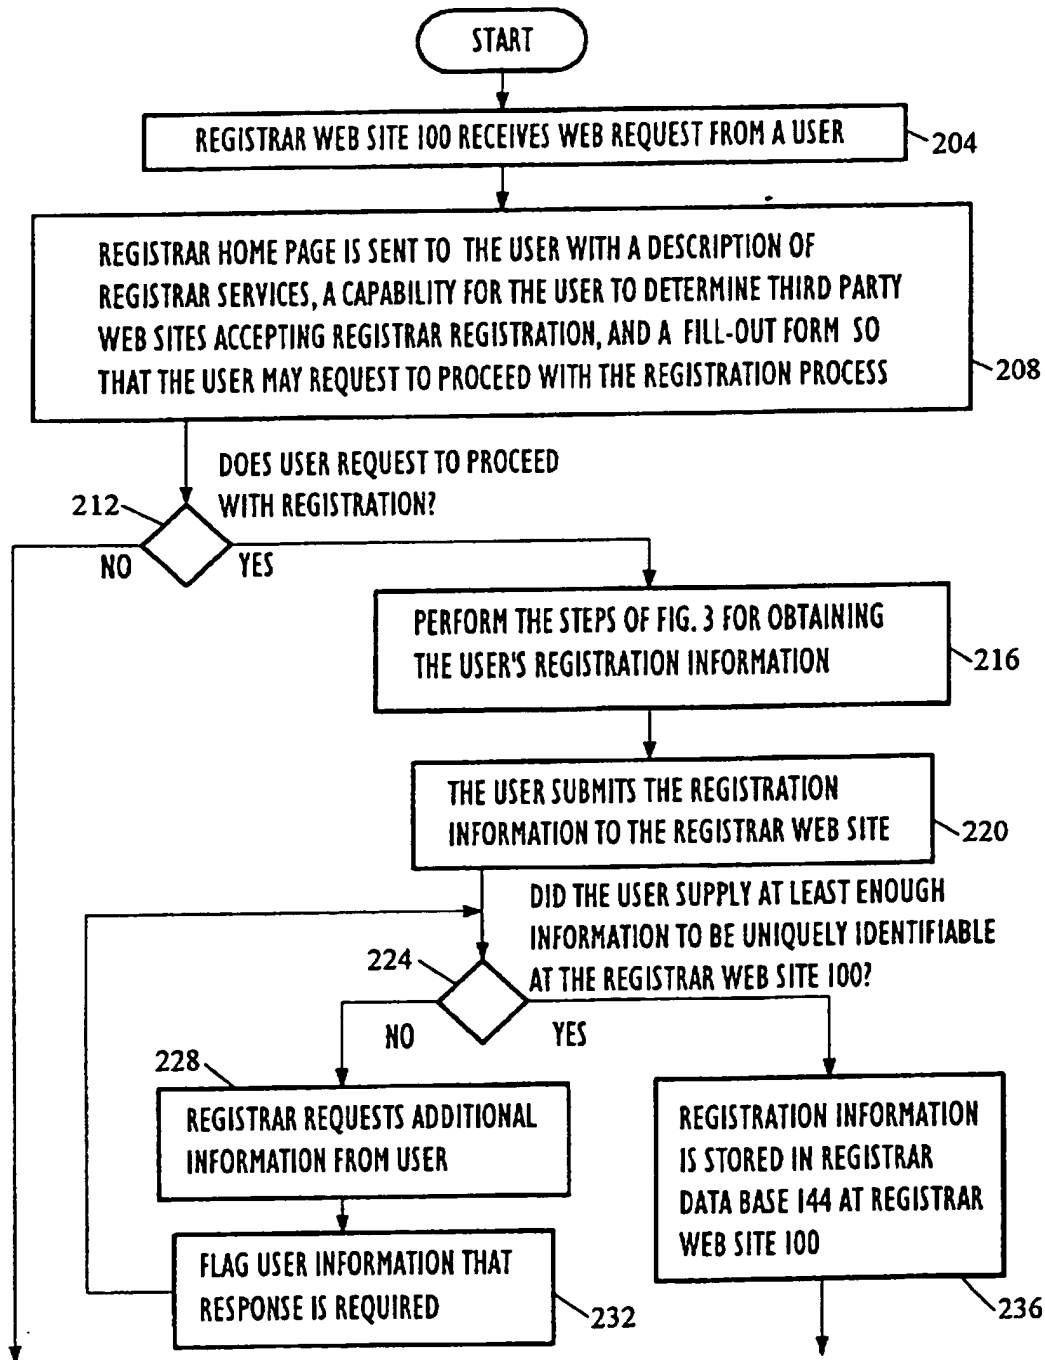 START
REGISTRAR WEB SITE 100 RECEIVES WEB REQUEST FROM A USER
204
REGISTRAR HOME PAGE IS SENT TO THE USER WITH A DESCRIPTION OF
REGISTRAR SERVICES, A CAPABILITY FOR THE USER TO DETERMINE THIRD PARTY
WEB SITES ACCEPTING REGISTRAR REGISTRATION, AND A FILL-OUT FORM SO
THAT THE USER MAY REQUEST TO PROCEED WITH THE REGISTRATION PROCESS
208
DOES USER REQUEST TO PROCEED
WITH REGISTRATION?
212
NO
YES
PERFORM THE STEPS OF FIG. 3 FOR OBTAINING
THE USER'S REGISTRATION INFORMATION
216
THE USER SUBMITS THE REGISTRATION
INFORMATION TO THE REGISTRAR WEB SITE
220
DID THE USER SUPPLY AT LEAST ENOUGH
INFORMATION TO BE UNIQUELY IDENTIFIABLE
AT THE REGISTRAR WEB SITE 100?
224
NO
YES
228
REGISTRAR REQUESTS ADDITIONAL
INFORMATION FROM USER
FLAG USER INFORMATION THAT
RESPONSE IS REQUIRED
232
REGISTRATION INFORMATION
IS STORED IN REGISTRAR
DATA BASE 144 AT REGISTRAR
WEB SITE 100
236